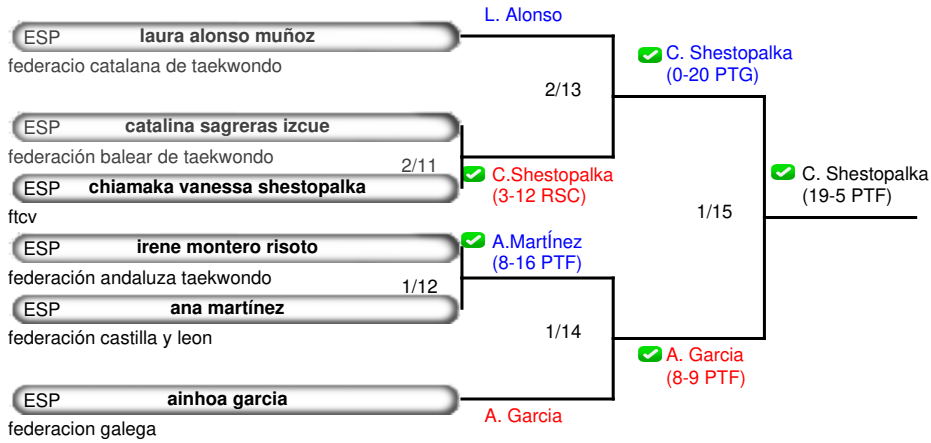 L. Alonso
ESP laura alonso muñoz
federacio catalana de taekwondo
C. Shestopalka
(0-20 PTG)
2/13
ESP catalina sagreras izcue
federación balear de taekwondo
2/11
C.Shestopalka
(3-12 RSC)
ESP chiamaka vanessa shestopalka
ftcv
C. Shestopalka
(19-5 PTF)
1/15
ESP irene montero risoto
federación andaluza taekwondo
A.MartÍnez
(8-16 PTF)
1/12
ESP ana martínez
federación castilla y leon
1/14
A. Garcia
(8-9 PTF)
ESP ainhoa garcia
federacion galega
A. Garcia